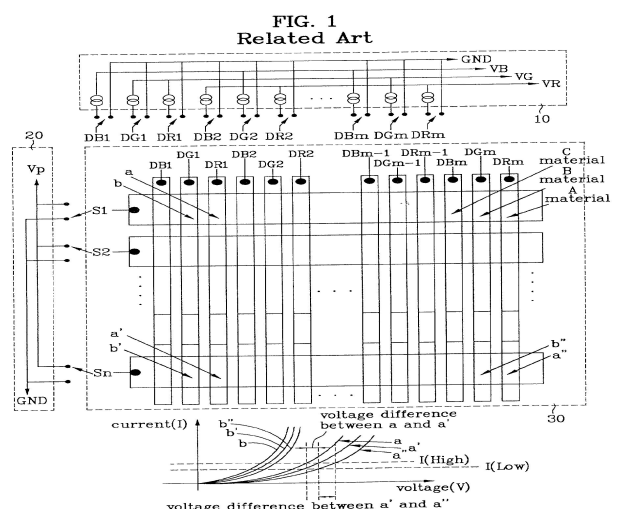 FIG. 1
Related Art
GND
VB
VG
VR
10
DB1 DG1 DR1 DB2 DG2 DR2 ... DBm DGm DRm
20
Vp
DB1 DG1 DR1 DB2 DG2 DR2 ... DBm-1 DGm-1 DRm-1 DBm DGm DRm
C
material
B
material
A
material
a
b
S1
S2
a'
b'
b"
a"
Sn
GND
30
current(I)
b"
b'
b
voltage difference
between a and a'
a
a'
a"
I(High)
I(Low)
voltage(V)
voltage difference between a' and a"